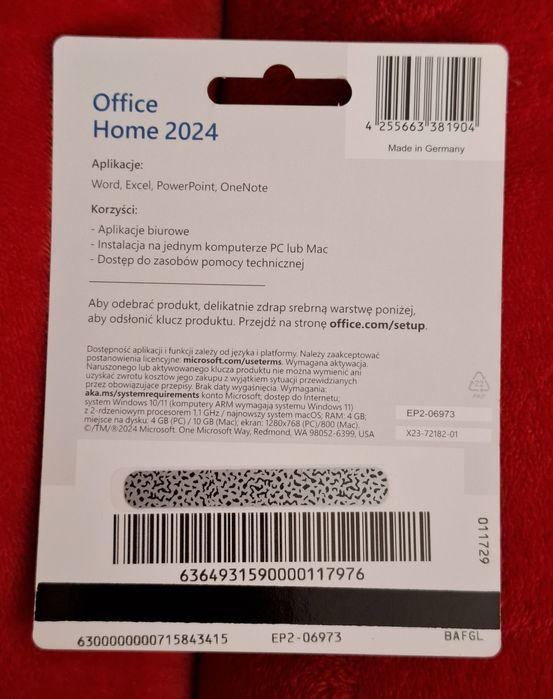 Office
Home 2024
4 255663 381904
Made in Germany
Aplikacje:
Word, Excel, PowerPoint, OneNote
Korzyści:
- Aplikacje biurowe
- Instalacja na jednym komputerze PC lub Mac
- Dostęp do zasobów pomocy technicznej
Aby odebrać produkt, delikatnie zdrap srebrną warstwę poniżej,
aby odsłonić klucz produktu. Przejdź na stronę office.com/setup.
Dostępność aplikacji i funkcji zależy od języka i platformy. Należy zaakceptować
postanowienia licencyjne: microsoft.com/useterms. Wymagana aktywacja.
Naruszonego lub aktywowanego klucza produktu nie można wymienić ani
uzyskać zwrotu kosztów jego zakupu z wyjątkiem sytuacji przewidzianych
przez obowiązujące przepisy. Brak daty wygaśnięcia. Wymagania:
aka.ms/systemrequirements konto Microsoft; dostęp do Internetu;
system Windows 10/11 (komputery ARM wymagają systemu Windows 11)
z 2-rdzeniowym procesorem 1,1 GHz / najnowszy system macOS; RAM: 4 GB;
miejsce na dysku: 4 GB (PC) / 10 GB (Mac); ekran: 1280x768 (PC)/800 (Mac).
©/TM/®2024 Microsoft. One Microsoft Way, Redmond, WA 98052-6399, USA
22
PAP
EP2-06973
X23-72182-01
011729
6364931590000117976
6300000000715843415 EP2-06973 BAFGL